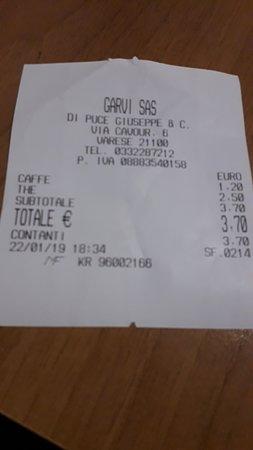 GARVI SAS
DI PUCE GIUSEPPE & C.
VIA CAVOUR, 6
VARESE 21100
TEL. 0332287212
P. IVA 08883540158
EURO
CAFFE 1,20
THE 2,50
SUBTOTALE 3,70
TOTALE € 3,70
CONTANTI 3,70
22/01/19 18:34 SF.0214
MF KR 96002166